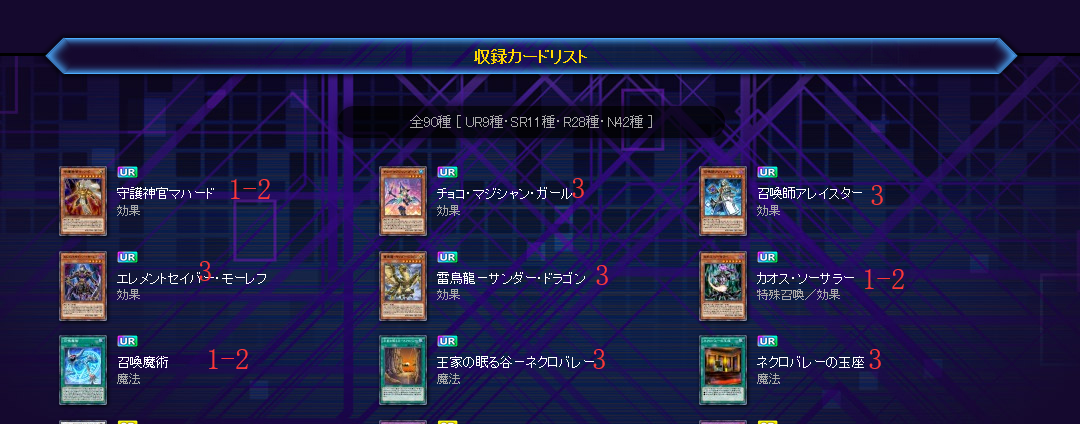 収録カードリスト
全90種 [ UR9種・SR11種・R28種・N42種 ]
UR
守護神官マハード 1-2
効果
UR
チョコ・マジシャン・ガール 3
効果
UR
召喚師アレイスター 3
効果
UR
エレメントセイバー・モーレフ 3
効果
UR
雷鳥龍－サンダー・ドラゴン 3
効果
UR
カオス・ソーサラー 1-2
特殊召喚／効果
UR
召喚魔術 1-2
魔法
UR
王家の眠る谷－ネクロバレー 3
魔法
UR
ネクロバレーの玉座 3
魔法